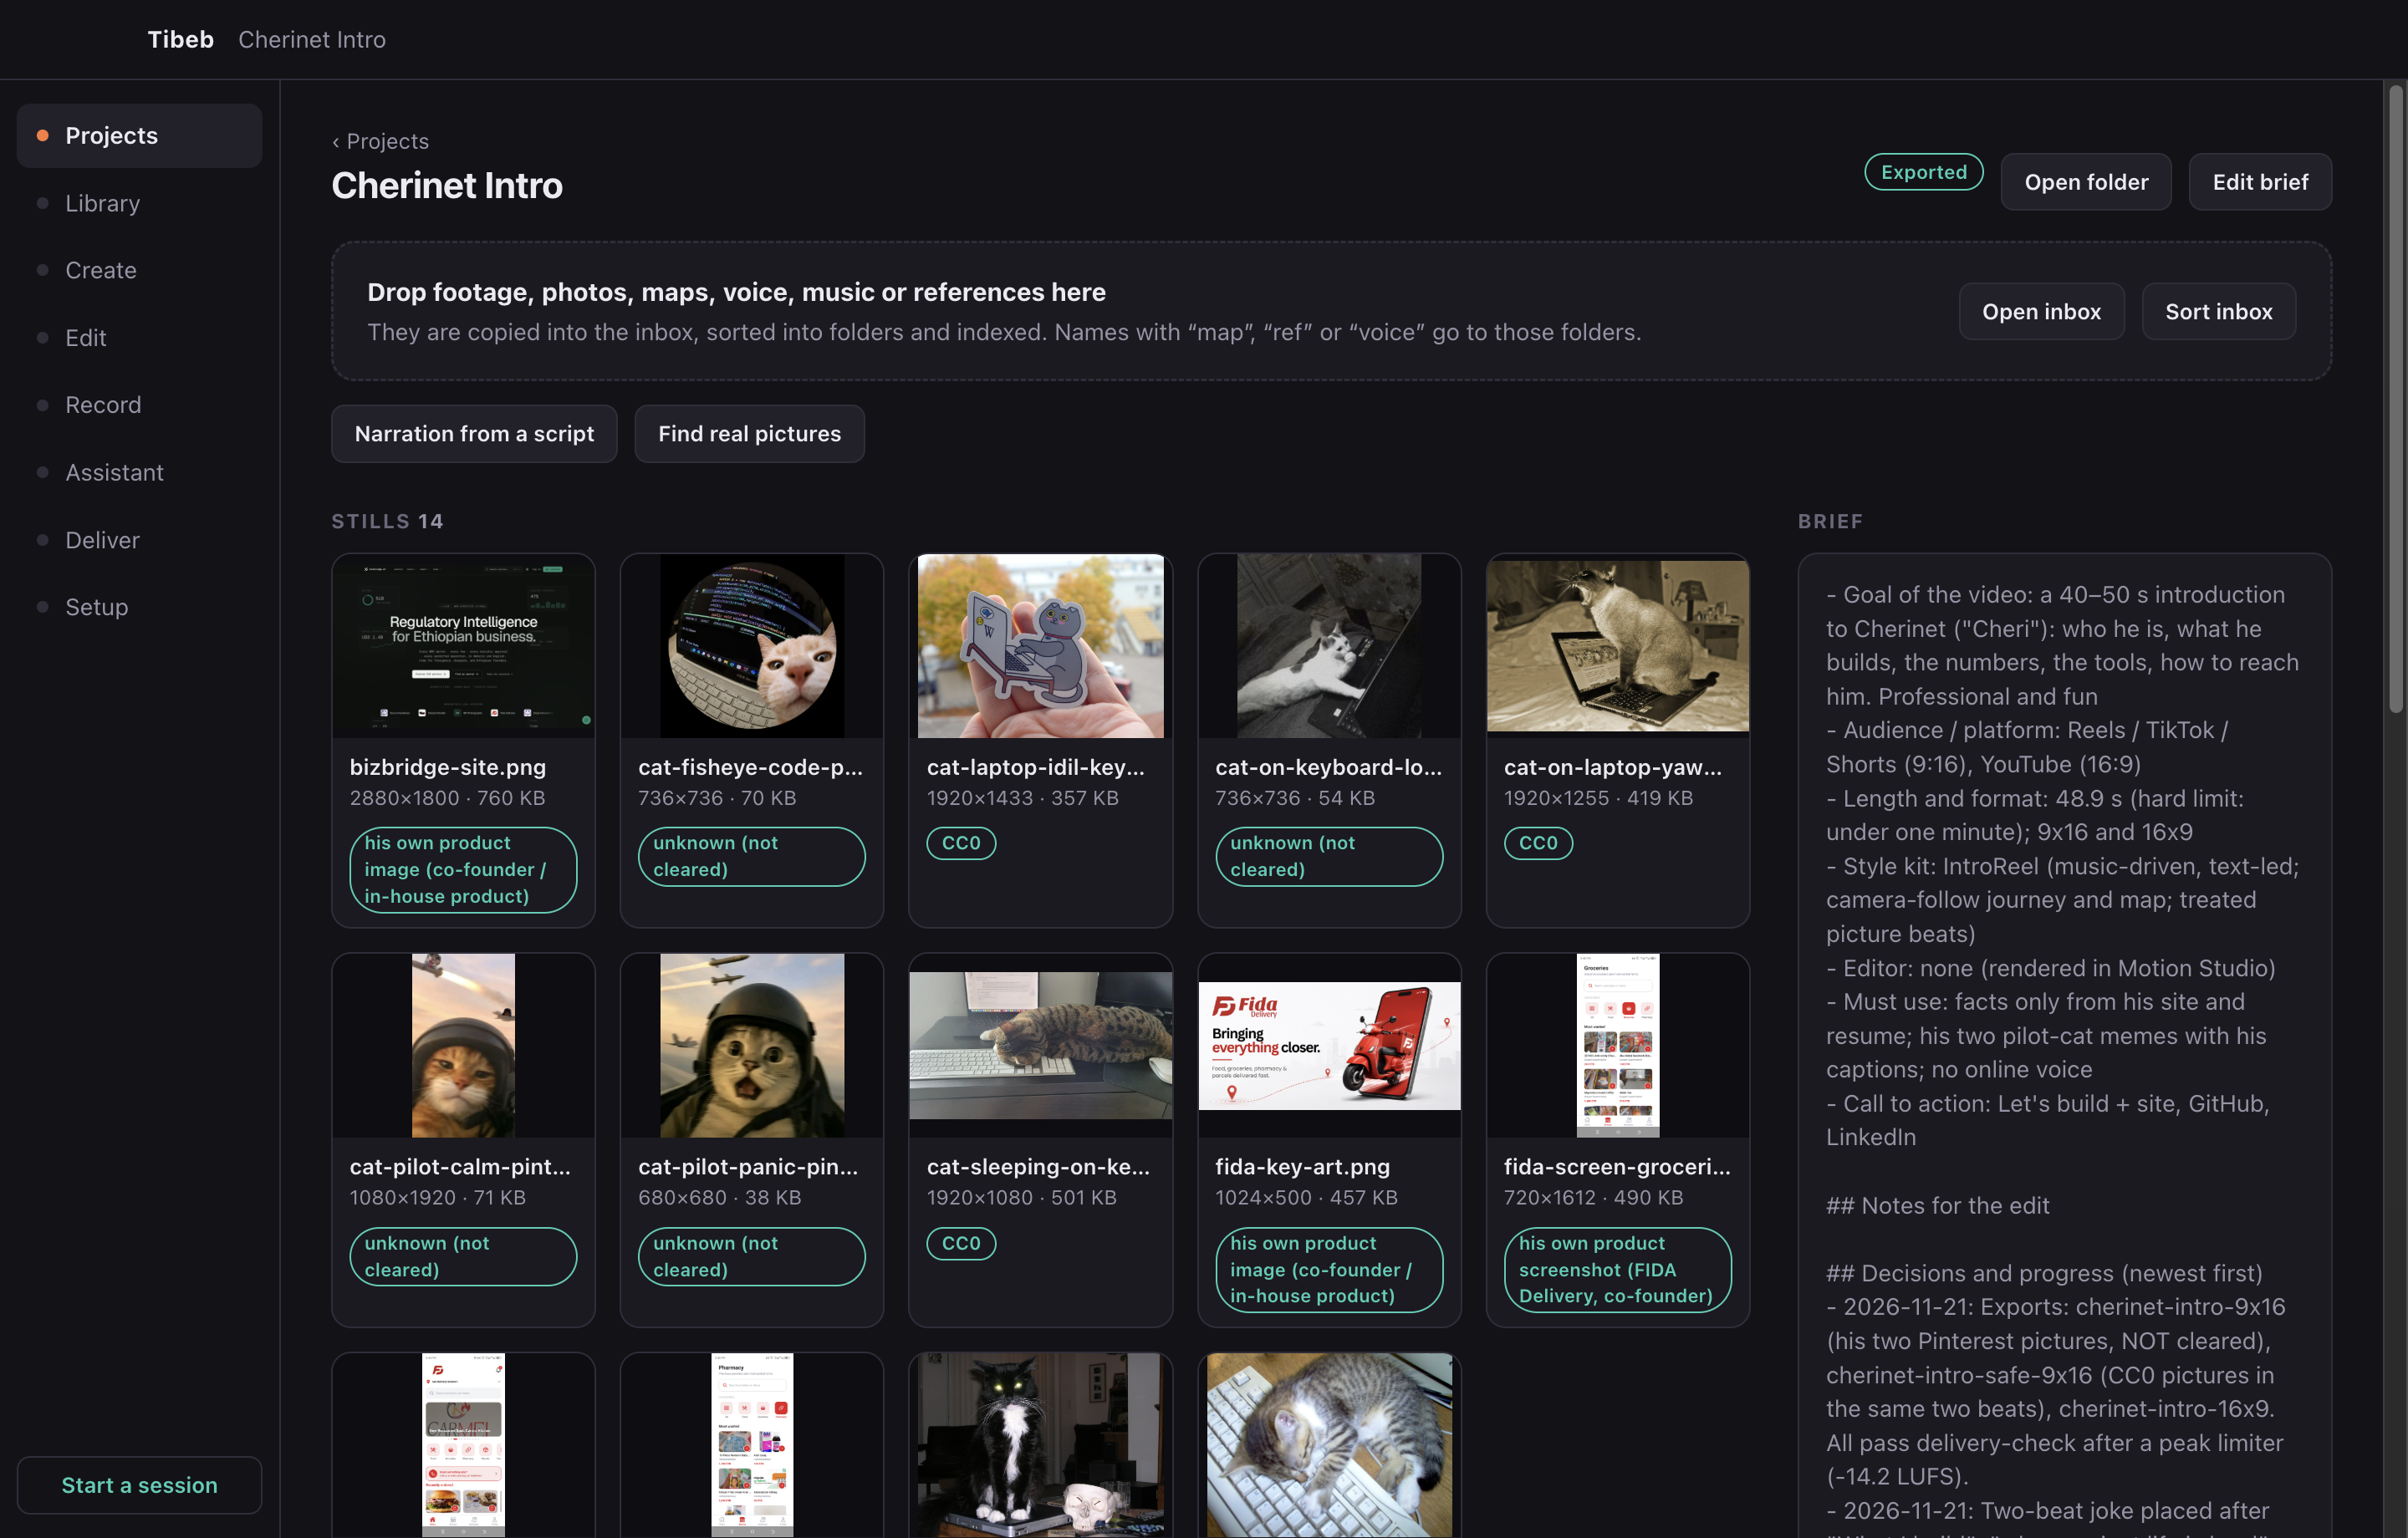 Tibeb Cherinet Intro
Projects
Library
Create
Edit
Record
Assistant
Deliver
Setup
Start a session
‹ Projects
Cherinet Intro
Exported
Open folder
Edit brief
Drop footage, photos, maps, voice, music or references here
They are copied into the inbox, sorted into folders and indexed. Names with “map”, “ref” or “voice” go to those folders.
Open inbox
Sort inbox
Narration from a script
Find real pictures
STILLS 14
Regulatory Intelligence
for Ethiopian business.
bizbridge-site.png
2880×1800 · 760 KB
his own product
image (co-founder /
in-house product)
cat-fisheye-code-p...
736×736 · 70 KB
unknown (not
cleared)
W
cat-laptop-idil-key...
1920×1433 · 357 KB
CC0
cat-on-keyboard-lo...
736×736 · 54 KB
unknown (not
cleared)
cat-on-laptop-yaw...
1920×1255 · 419 KB
CC0
cat-pilot-calm-pint...
1080×1920 · 71 KB
unknown (not
cleared)
cat-pilot-panic-pin...
680×680 · 38 KB
unknown (not
cleared)
cat-sleeping-on-ke...
1920×1080 · 501 KB
CC0
Fida
Delivery
Bringing
everything closer.
Food, groceries, pharmacy &
parcels delivered fast.
fida-key-art.png
1024×500 · 457 KB
his own product
image (co-founder /
in-house product)
Groceries
fida-screen-groceri...
720×1612 · 490 KB
his own product
screenshot (FIDA
Delivery, co-founder)
Pharmacy
BRIEF
- Goal of the video: a 40–50 s introduction
to Cherinet ("Cheri"): who he is, what he
builds, the numbers, the tools, how to reach
him. Professional and fun
- Audience / platform: Reels / TikTok /
Shorts (9:16), YouTube (16:9)
- Length and format: 48.9 s (hard limit:
under one minute); 9x16 and 16x9
- Style kit: IntroReel (music-driven, text-led;
camera-follow journey and map; treated
picture beats)
- Editor: none (rendered in Motion Studio)
- Must use: facts only from his site and
resume; his two pilot-cat memes with his
captions; no online voice
- Call to action: Let's build + site, GitHub,
LinkedIn
## Notes for the edit
## Decisions and progress (newest first)
- 2026-11-21: Exports: cherinet-intro-9x16
(his two Pinterest pictures, NOT cleared),
cherinet-intro-safe-9x16 (CC0 pictures in
the same two beats), cherinet-intro-16x9.
All pass delivery-check after a peak limiter
(-14.2 LUFS).
- 2026-11-21: Two-beat joke placed after